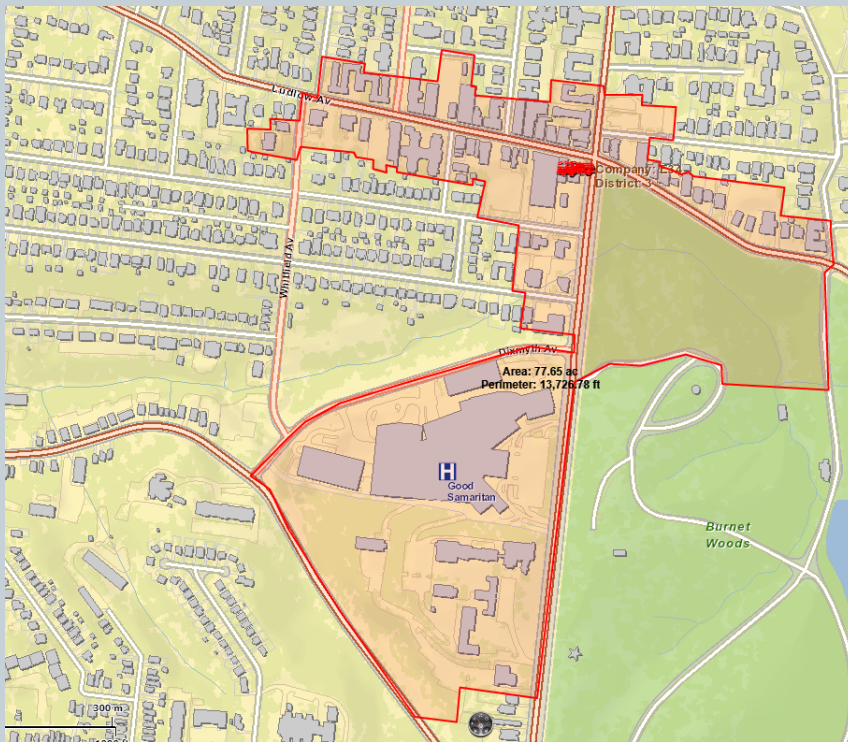 Ludlow Av
Company: E34
District: 3
Whitfield Av
Dixmyth Av
Area: 77.65 ac
Perimeter: 13,726.78 ft
H
Good
Samaritan
Burnet
Woods
300 m